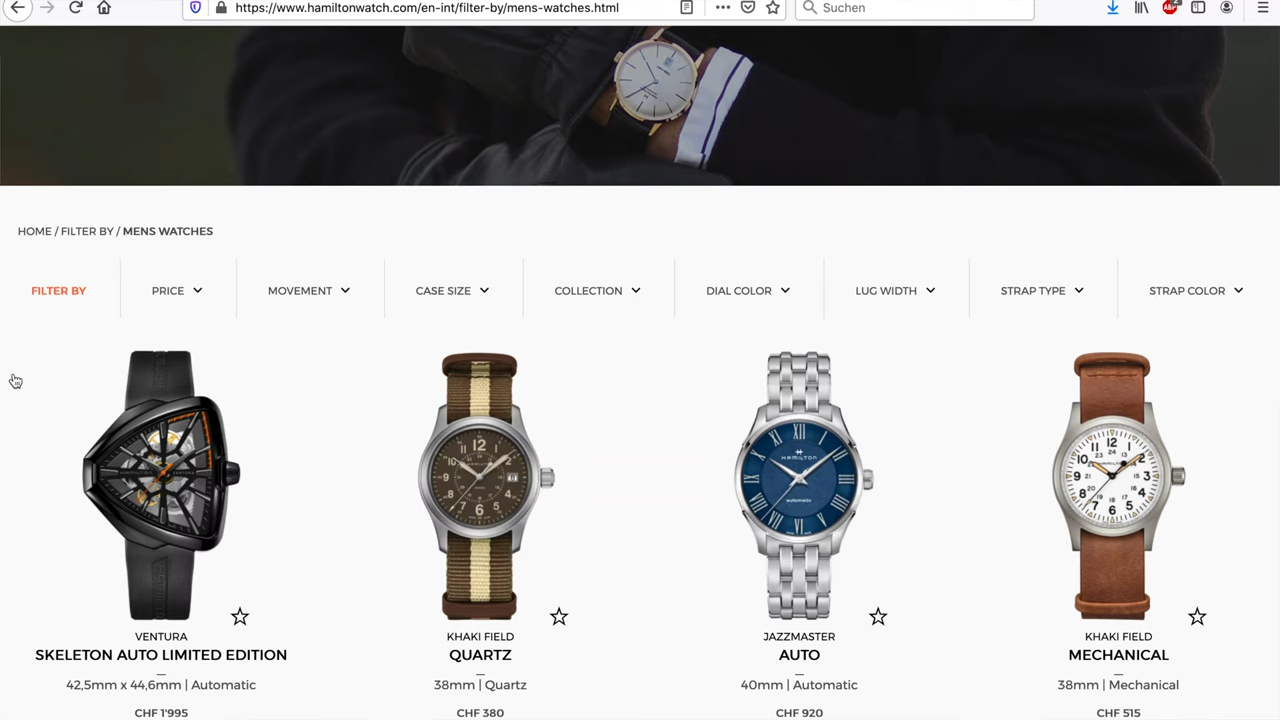 https://www.hamiltonwatch.com/en-int/filter-by/mens-watches.html
Suchen
HOME / FILTER BY / MENS WATCHES
FILTER BY
PRICE
MOVEMENT
CASE SIZE
COLLECTION
DIAL COLOR
LUG WIDTH
STRAP TYPE
STRAP COLOR
HAMILTON
automatic
VENTURA
SKELETON AUTO LIMITED EDITION
42,5mm x 44,6mm | Automatic
CHF 1'995
KHAKI FIELD
QUARTZ
38mm | Quartz
CHF 380
JAZZMASTER
AUTO
40mm | Automatic
CHF 920
KHAKI FIELD
MECHANICAL
38mm | Mechanical
CHF 515